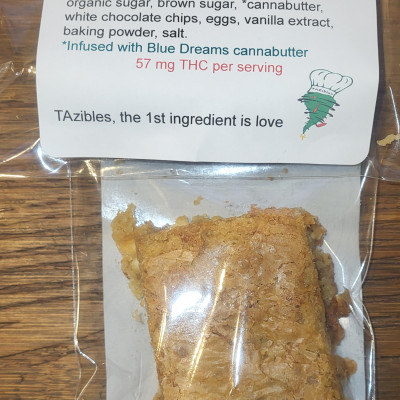 organic sugar, brown sugar, *cannabutter,
white chocolate chips, eggs, vanilla extract,
baking powder, salt.
*Infused with Blue Dreams cannabutter
57 mg THC per serving
TAzibles, the 1st ingredient is love